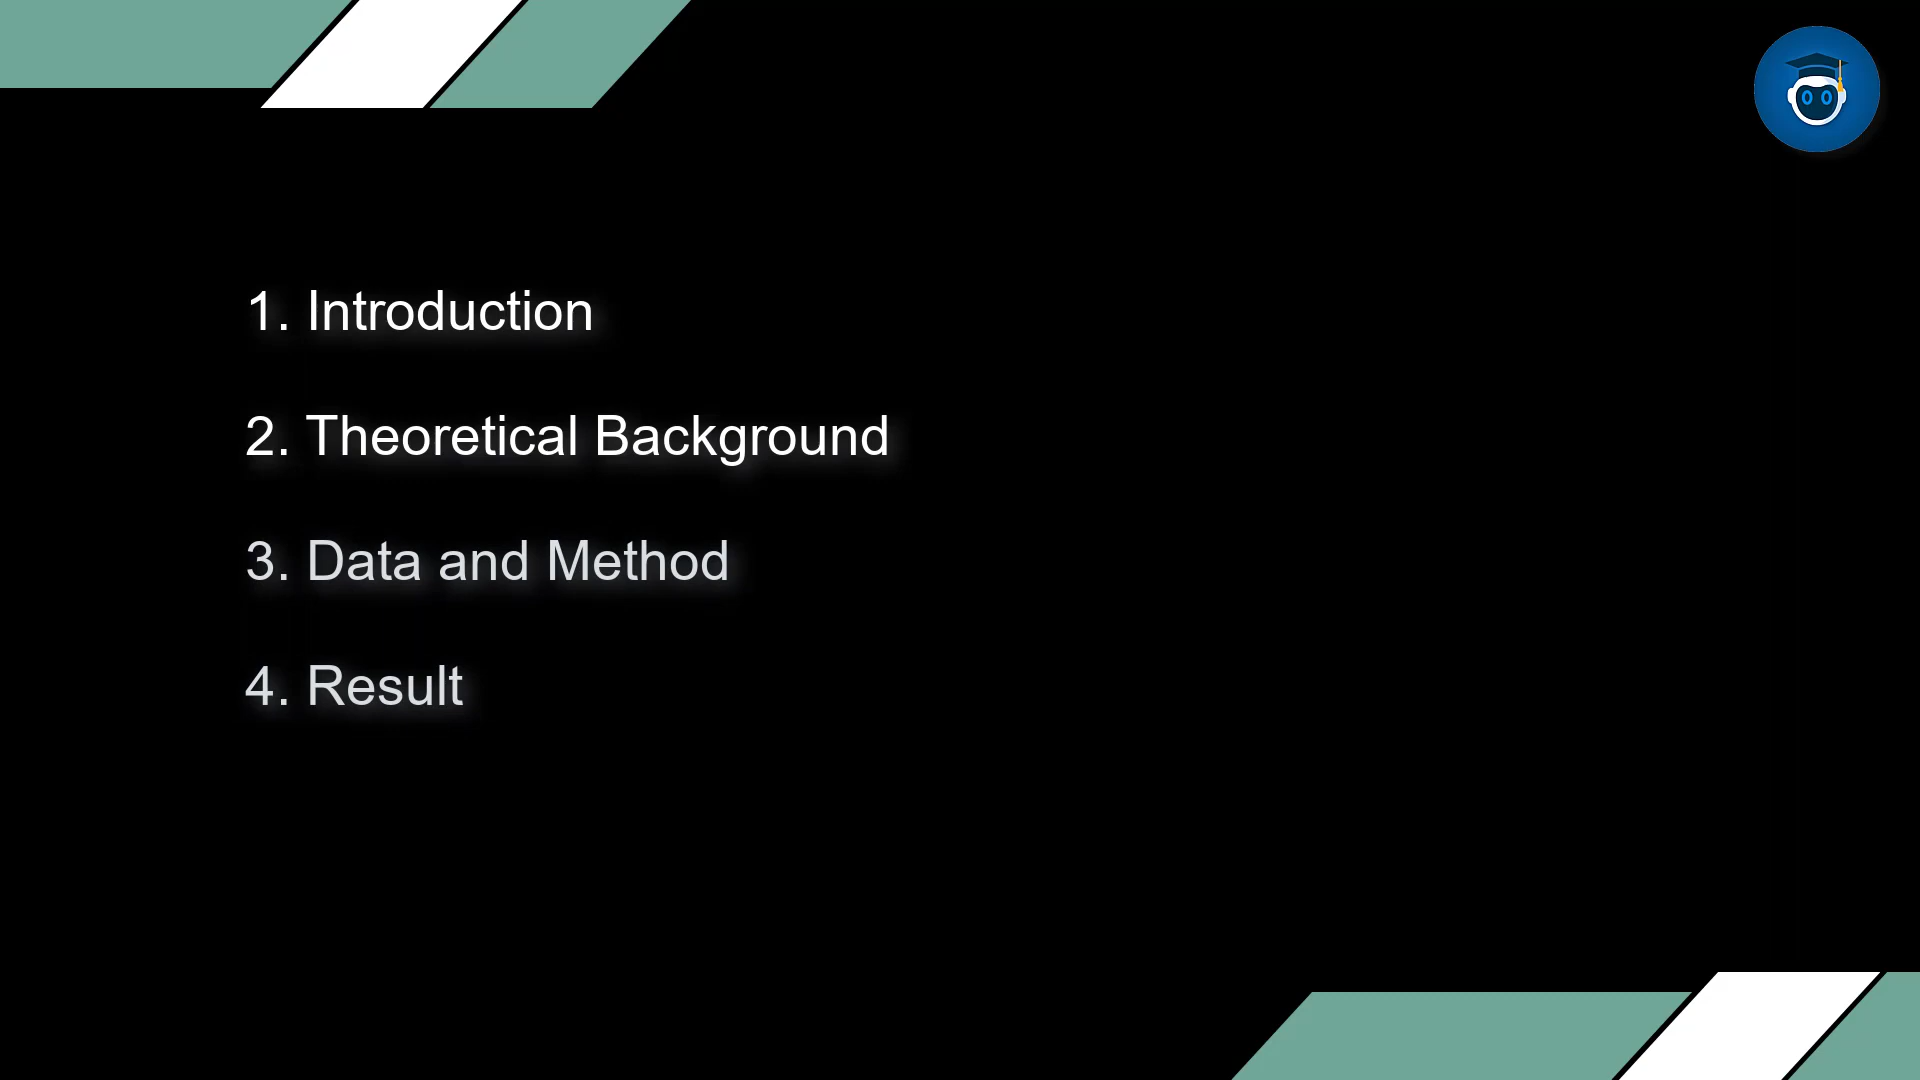 1. Introduction
2. Theoretical Background
3. Data and Method
4. Result